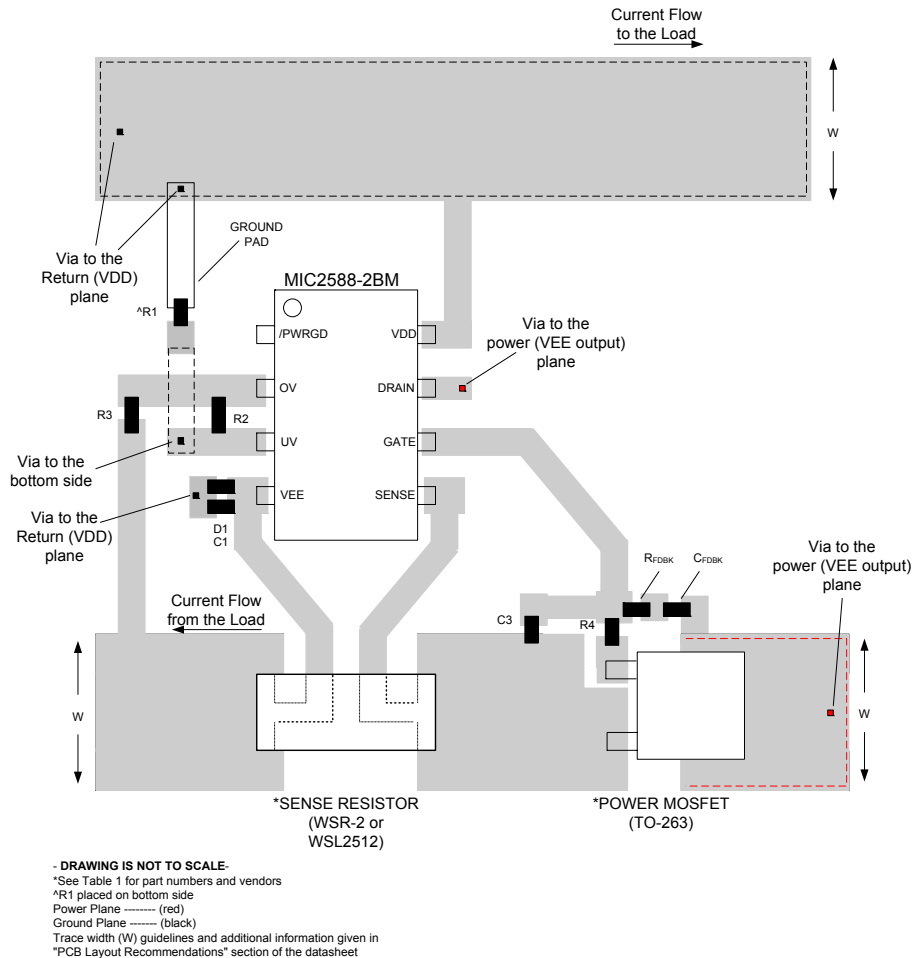 Current Flow
to the Load
W
GROUND
PAD
Via to the
Return (VDD)
plane
MIC2588-2BM
^R1
/PWRGD
VDD
Via to the
power (VEE output)
plane
OV
DRAIN
R3
R2
UV
GATE
Via to the
bottom side
VEE
SENSE
Via to the
Return (VDD)
plane
D1
C1
Via to the
power (VEE output)
plane
RFDBK
CFDBK
Current Flow
from the Load
C3
R4
W
W
*SENSE RESISTOR
(WSR-2 or
WSL2512)
*POWER MOSFET
(TO-263)
- DRAWING IS NOT TO SCALE-
*See Table 1 for part numbers and vendors
^R1 placed on bottom side
Power Plane -------- (red)
Ground Plane ------- (black)
Trace width (W) guidelines and additional information given in
"PCB Layout Recommendations" section of the datasheet